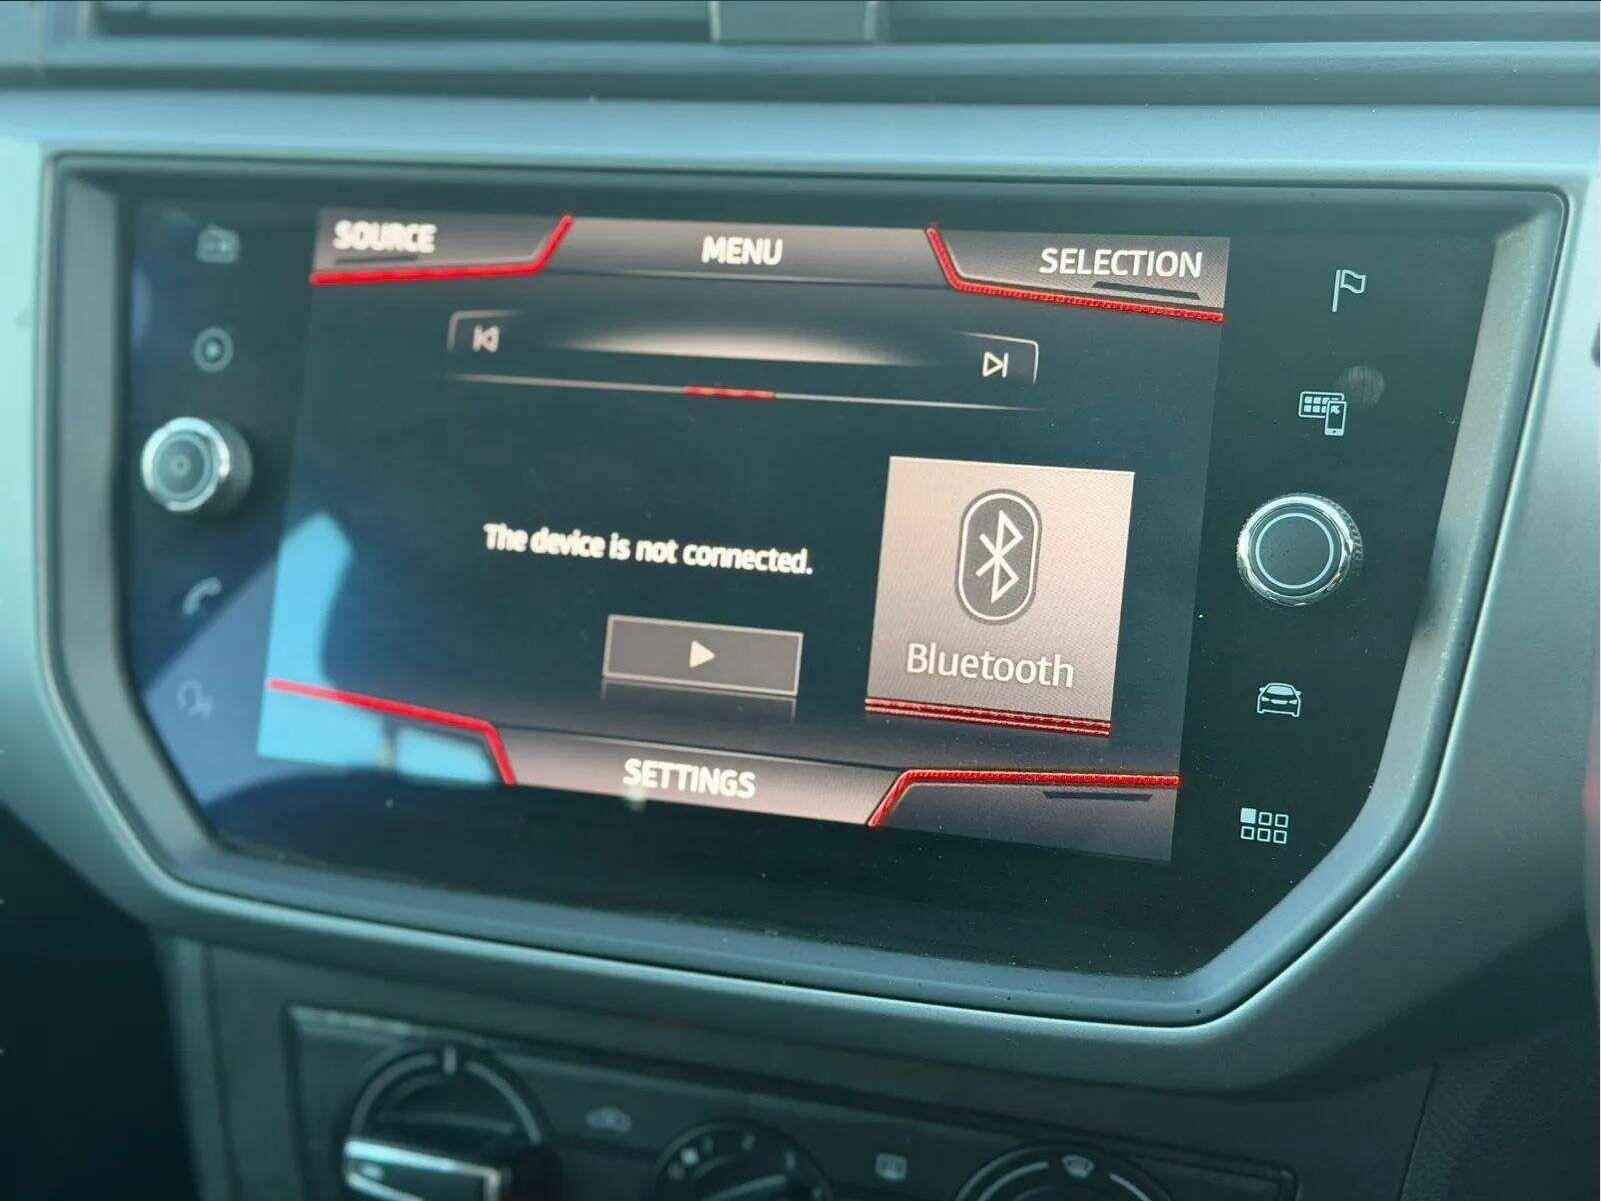 SOURCE
MENU
SELECTION
The device is not connected.
Bluetooth
SETTINGS